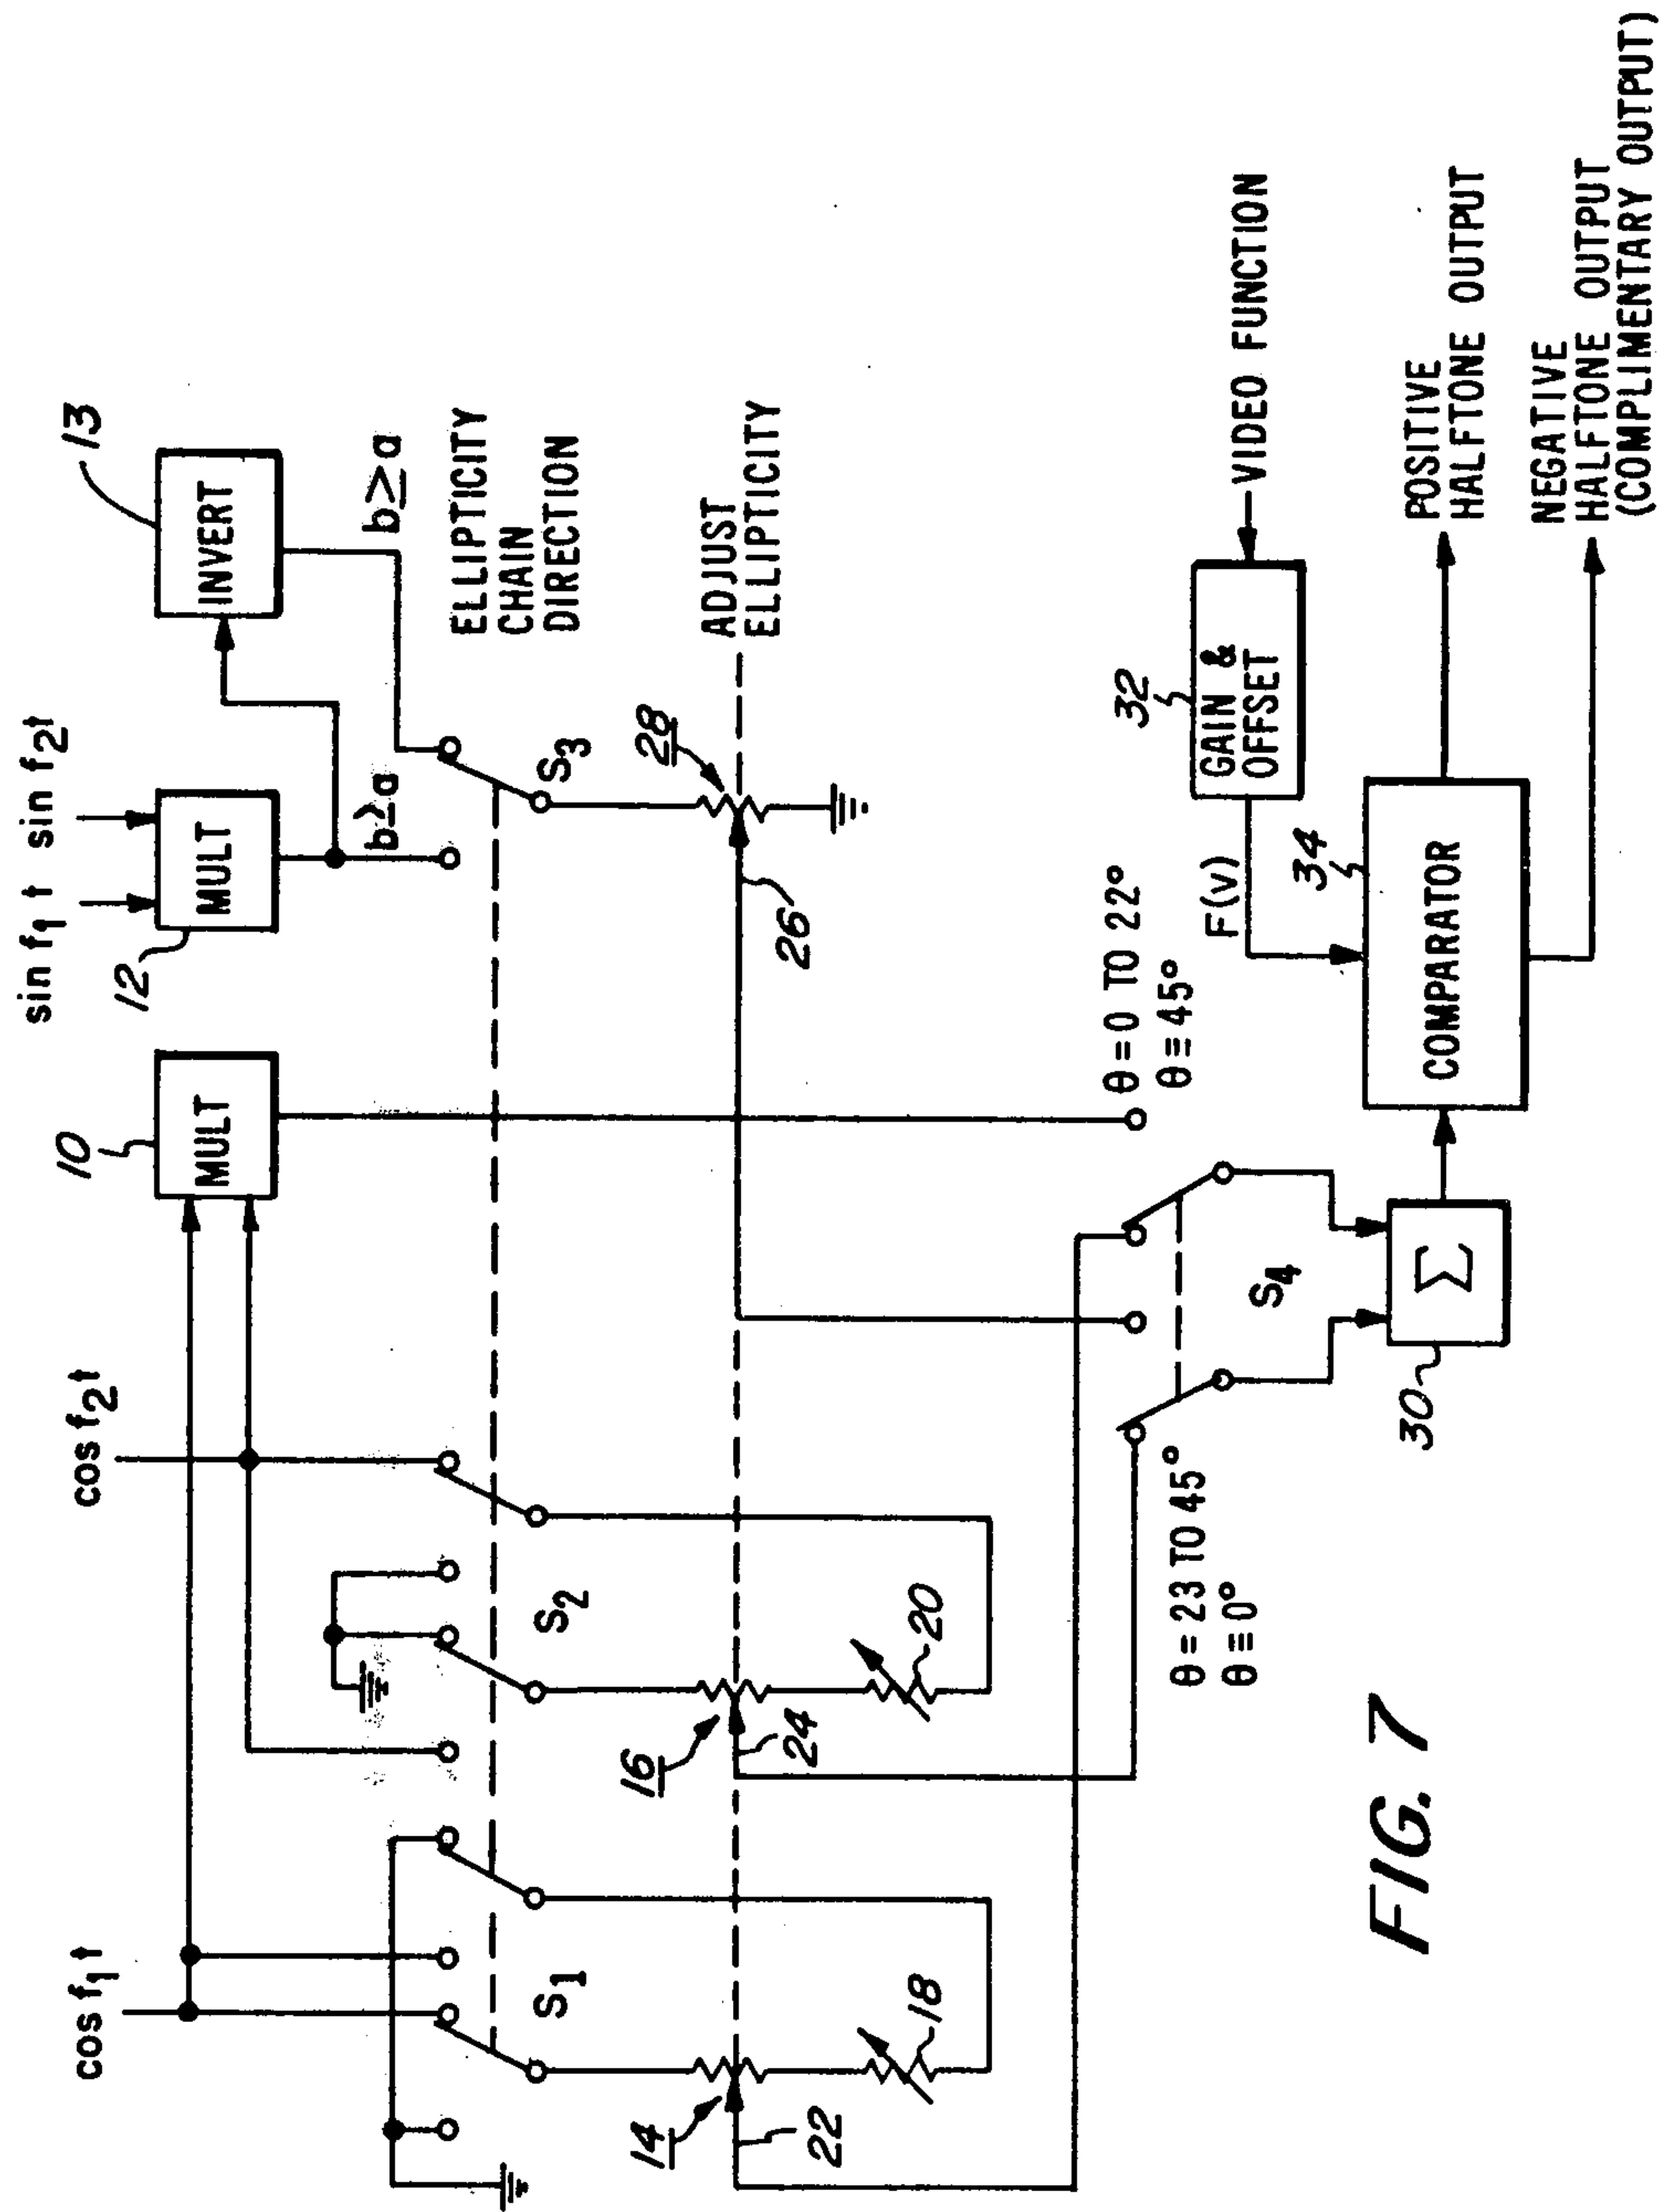 cos f₁t
cos f₂t
sin f₁t sin f₂t
10
MULT
12
MULT
13
INVERT
b≥a
b≥a
ELLIPTICITY
CHAIN
DIRECTION
S₁
S₂
S₃
ADJUST
ELLIPTICITY
14
22
18
16
24
20
28
26
θ = 23 TO 45°
θ ≡ 0°
θ = 0 TO 22°
θ ≡ 45°
S₄
30
Σ
COMPARATOR
34
F(v)
32
GAIN &
OFFSET
VIDEO FUNCTION
POSITIVE
HALFTONE OUTPUT
NEGATIVE
HALFTONE OUTPUT
(COMPLIMENTARY OUTPUT)
FIG. 7